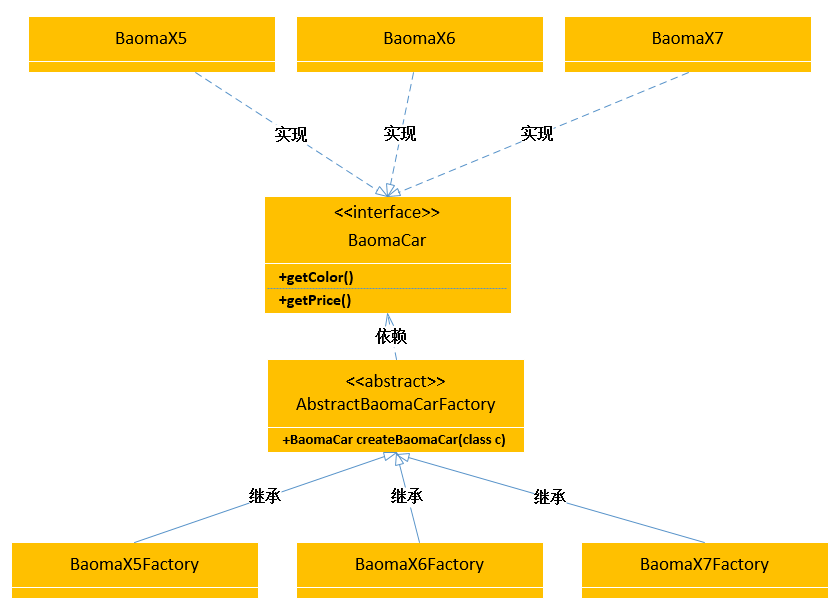 BaomaX5
BaomaX6
BaomaX7
实现
实现
实现
<<interface>>
BaomaCar
+getColor()
+getPrice()
依赖
<<abstract>>
AbstractBaomaCarFactory
+BaomaCar createBaomaCar(class c)
继承
继承
继承
BaomaX5Factory
BaomaX6Factory
BaomaX7Factory